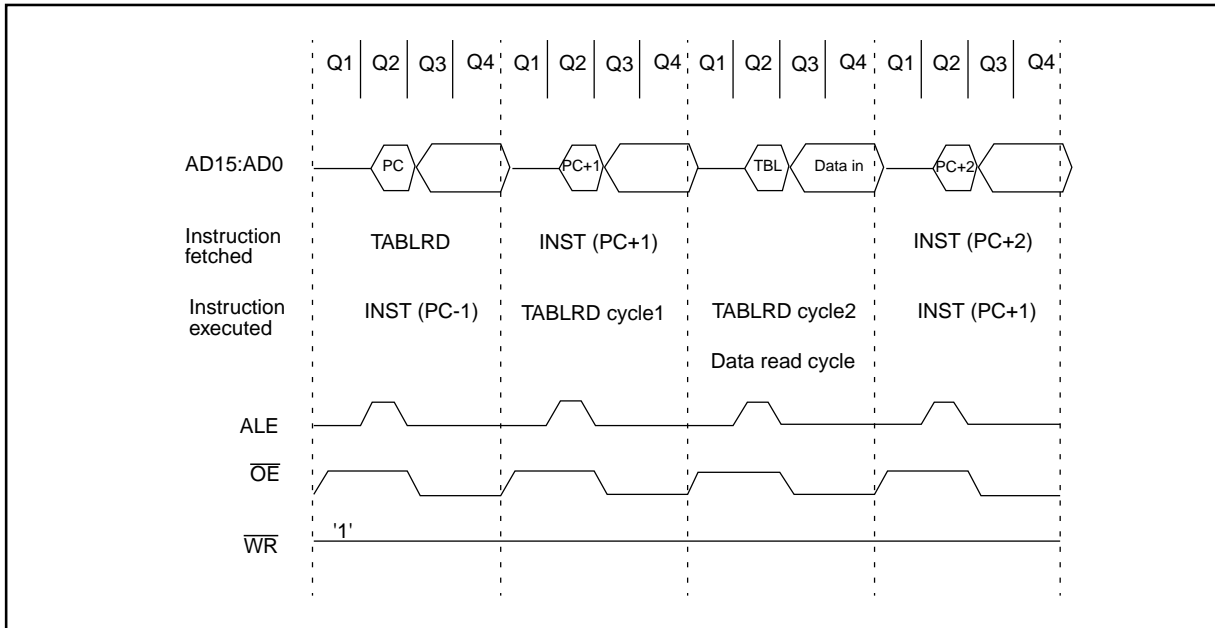 Q1 Q2 Q3 Q4 Q1 Q2 Q3 Q4 Q1 Q2 Q3 Q4 Q1 Q2 Q3 Q4
AD15:AD0 PC PC+1 TBL Data in PC+2
Instruction fetched TABLRD INST (PC+1) INST (PC+2)
Instruction executed INST (PC-1) TABLRD cycle1 TABLRD cycle2 INST (PC+1)
Data read cycle
ALE
OE
'1'
WR